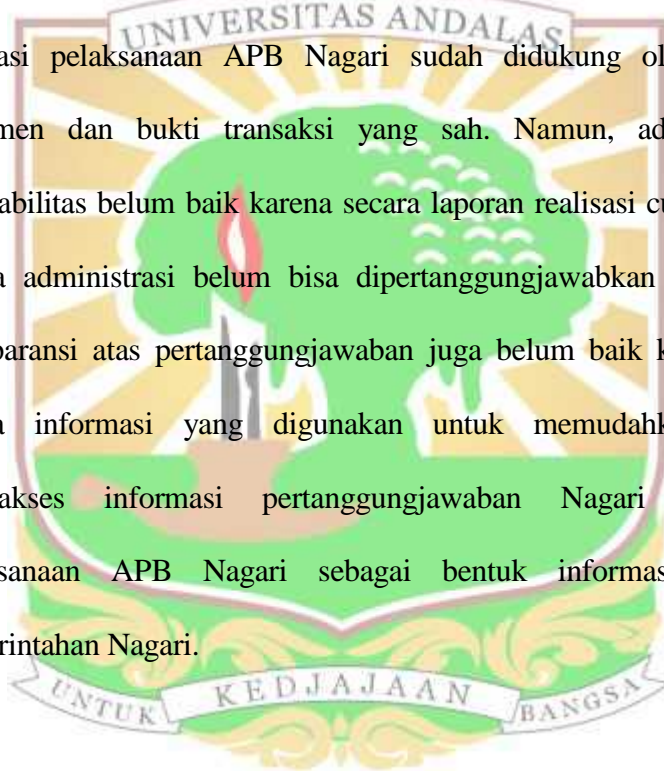 UNIVERSITAS ANDALAS
asi pelaksanaan APB Nagari sudah didukung ol
men dan bukti transaksi yang sah. Namun, ad
abilitas belum baik karena secara laporan realisasi cu
a administrasi belum bisa dipertanggungjawabkan
paransi atas pertanggungjawaban juga belum baik k
a informasi yang digunakan untuk memudahk
akses informasi pertanggungjawaban Nagari
sanaan APB Nagari sebagai bentuk informas
rintahan Nagari.
UNTUK KEDJAJAAN BANGSA